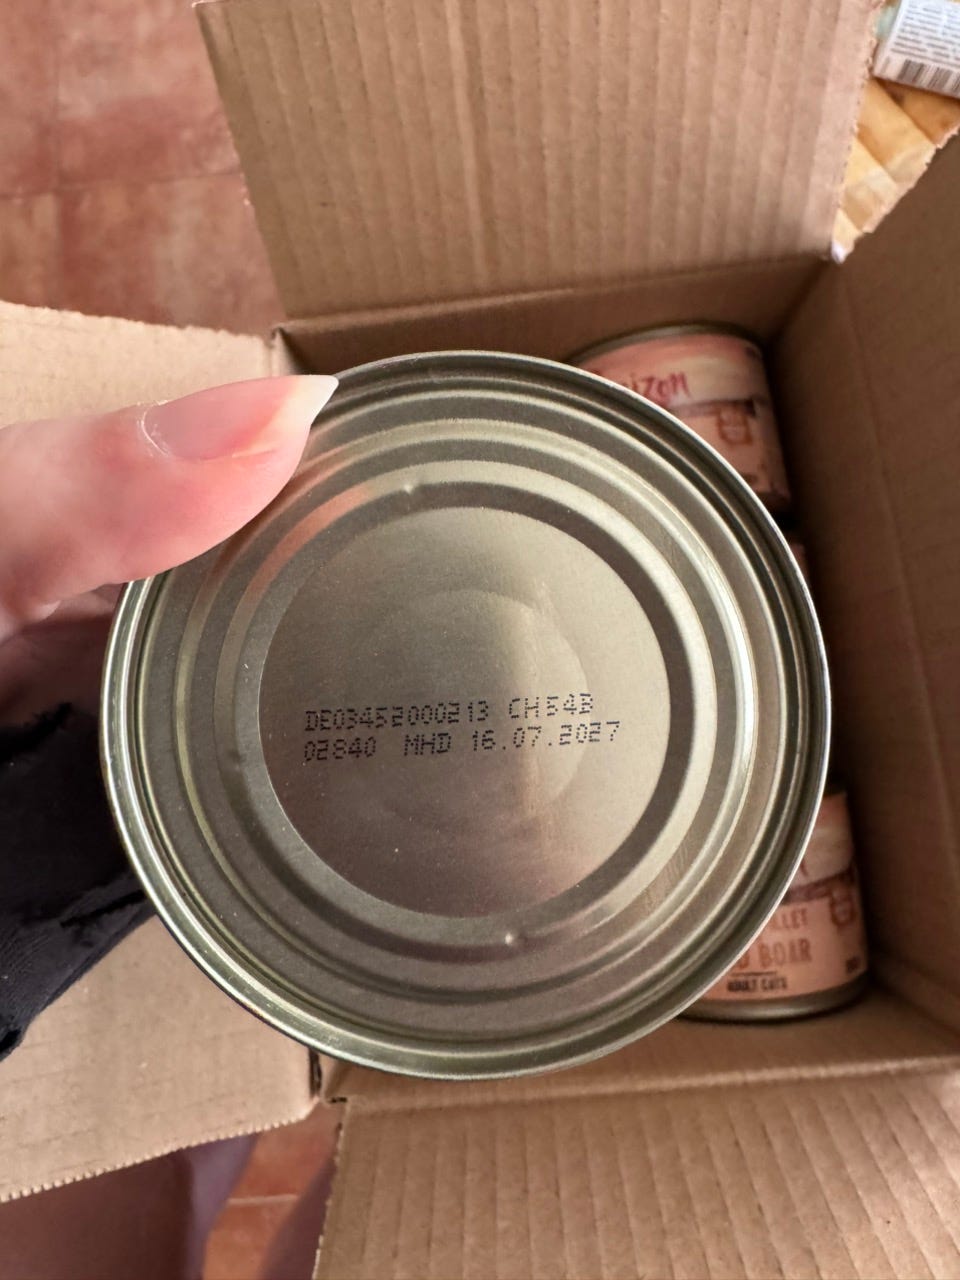 DE03452000213 CH54B
02840 MHD 16.07.2027
BOAR
ADULT CATS